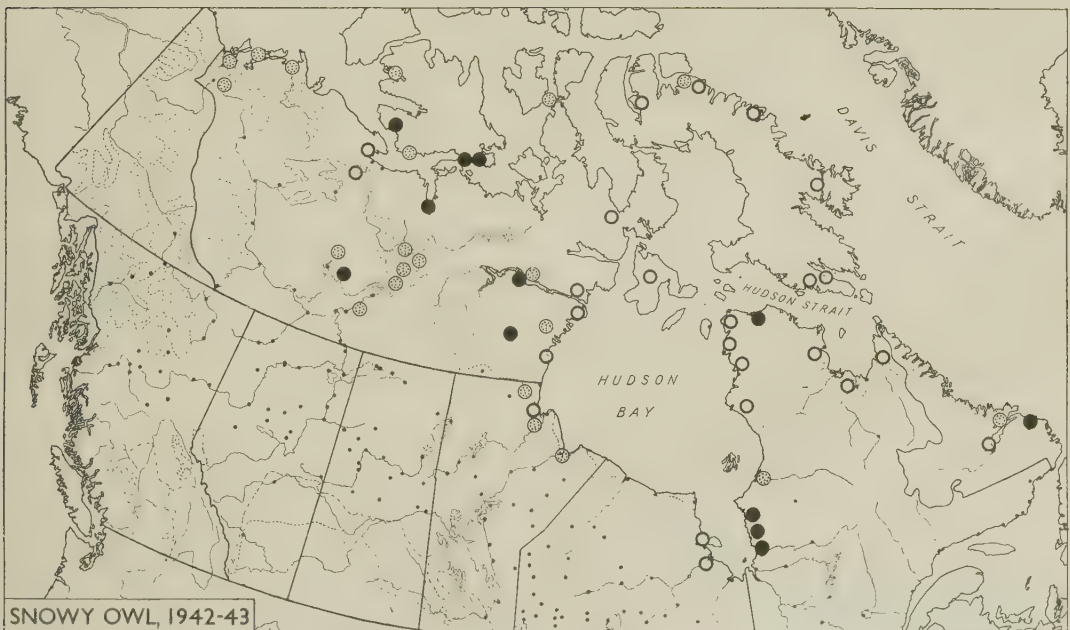 DAVIS
STRAIT
HUDSON STRAIT
HUDSON
BAY
SNOWY OWL, 1942-43